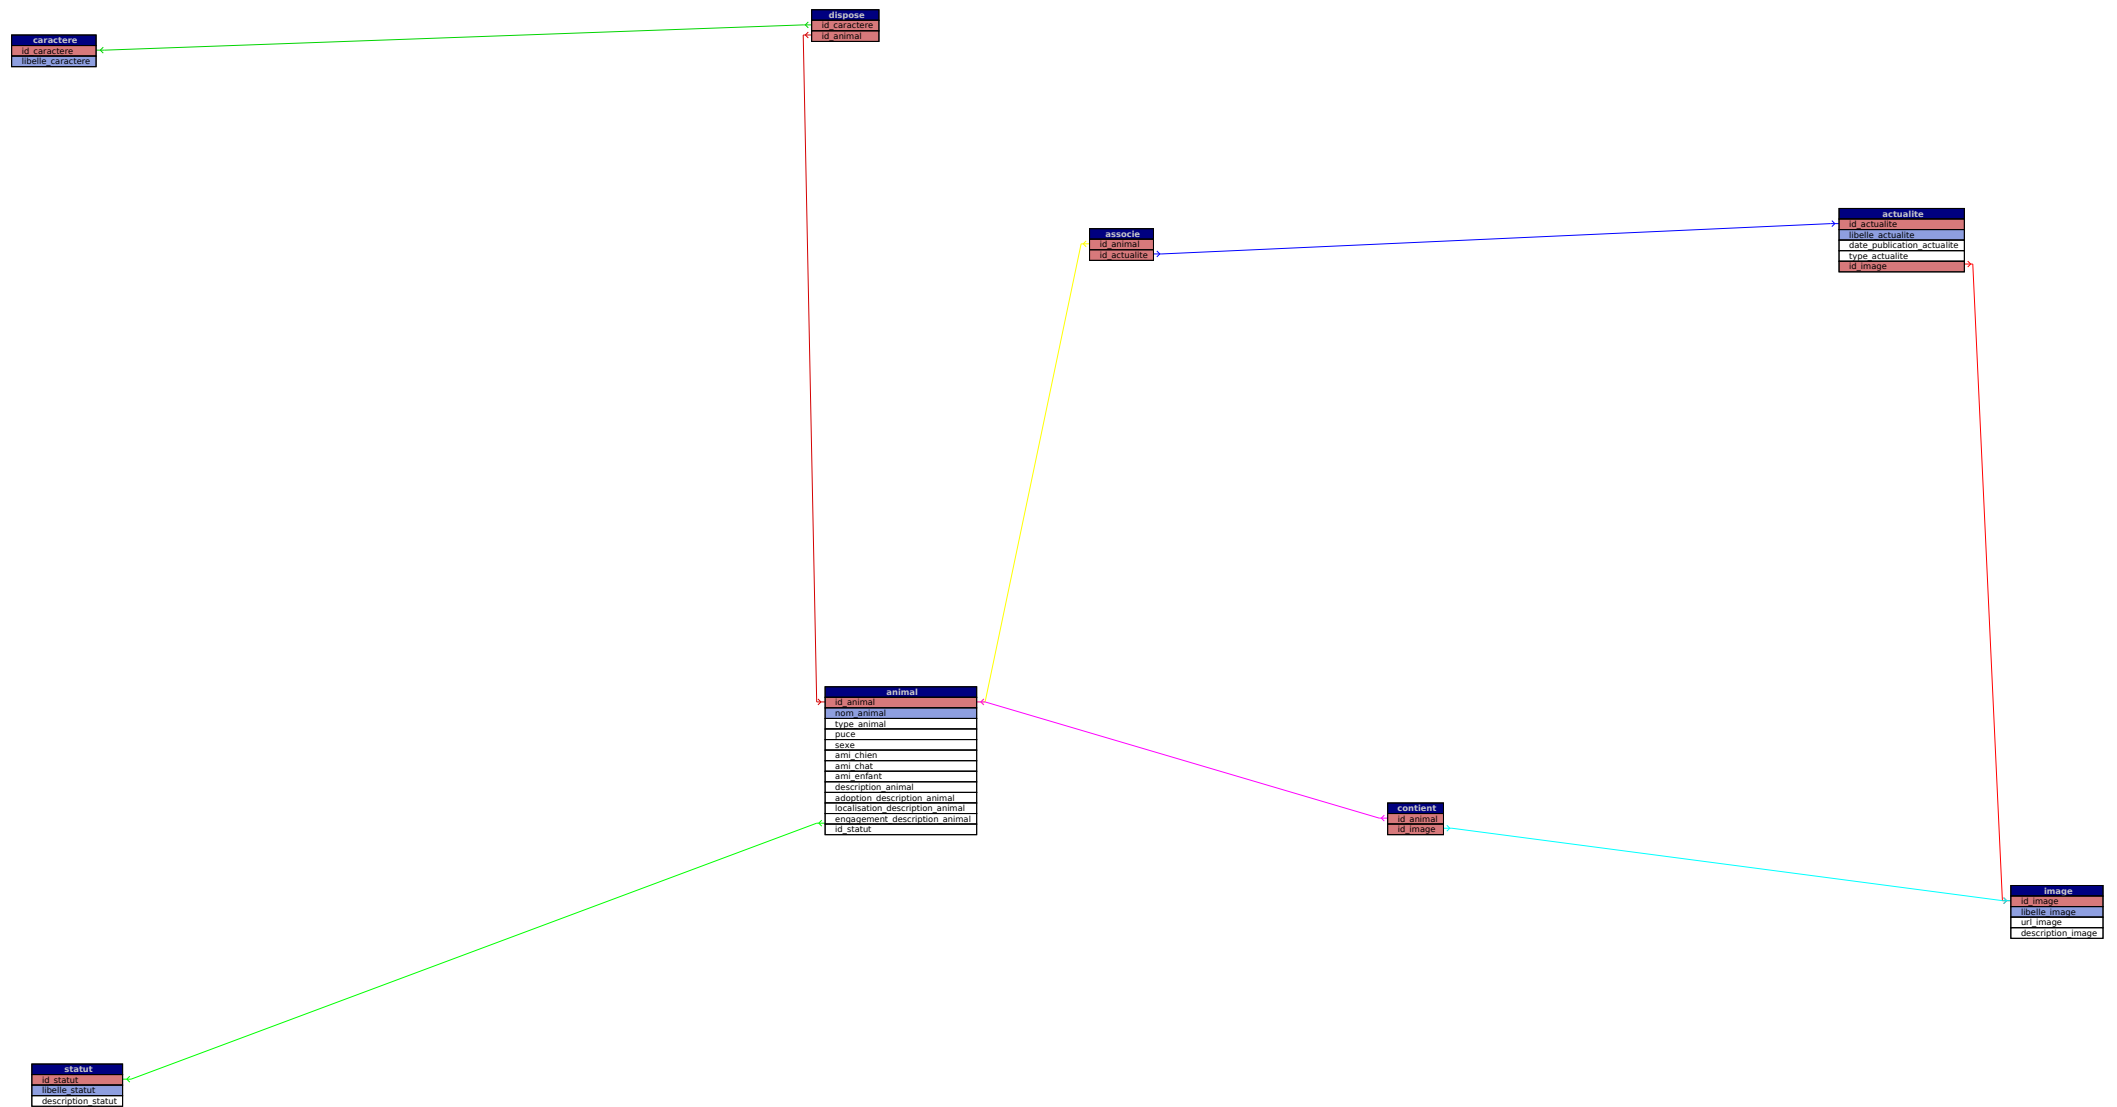 dispose
id_caractere
id_animal
caractere
id_caractere
libelle_caractere
associe
id_animal
id_actualite
actualite
id_actualite
libelle_actualite
date_publication_actualite
type_actualite
id_image
animal
id_animal
nom_animal
type_animal
puce
sexe
ami_chien
ami_chat
ami_enfant
description_animal
adoption_description_animal
localisation_description_animal
engagement_description_animal
id_statut
contient
id_animal
id_image
image
id_image
libelle_image
url_image
description_image
statut
id_statut
libelle_statut
description_statut